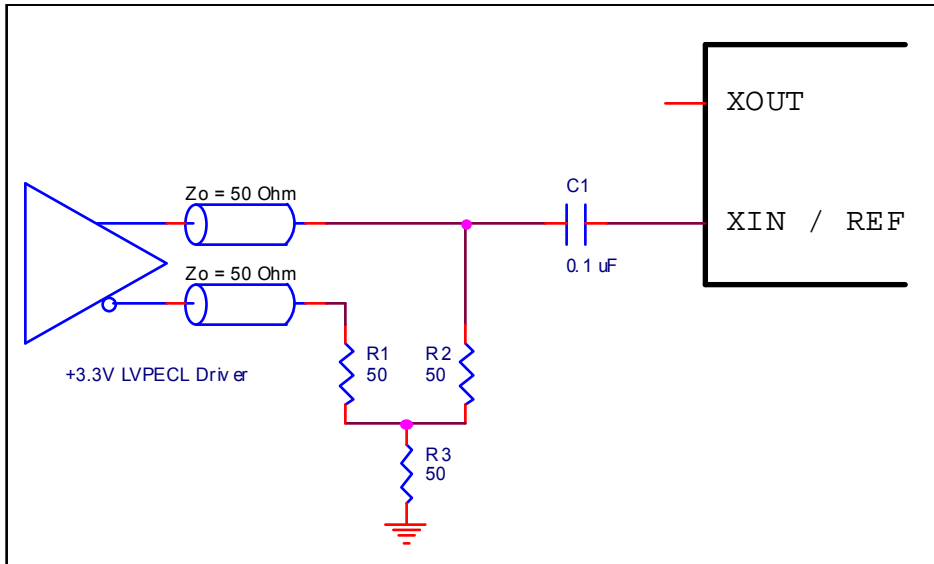 XOUT
C1
Zo = 50 Ohm
XIN / REF
0.1 uF
Zo = 50 Ohm
R1
50
R2
50
+3.3V LVPECL Driver
R3
50